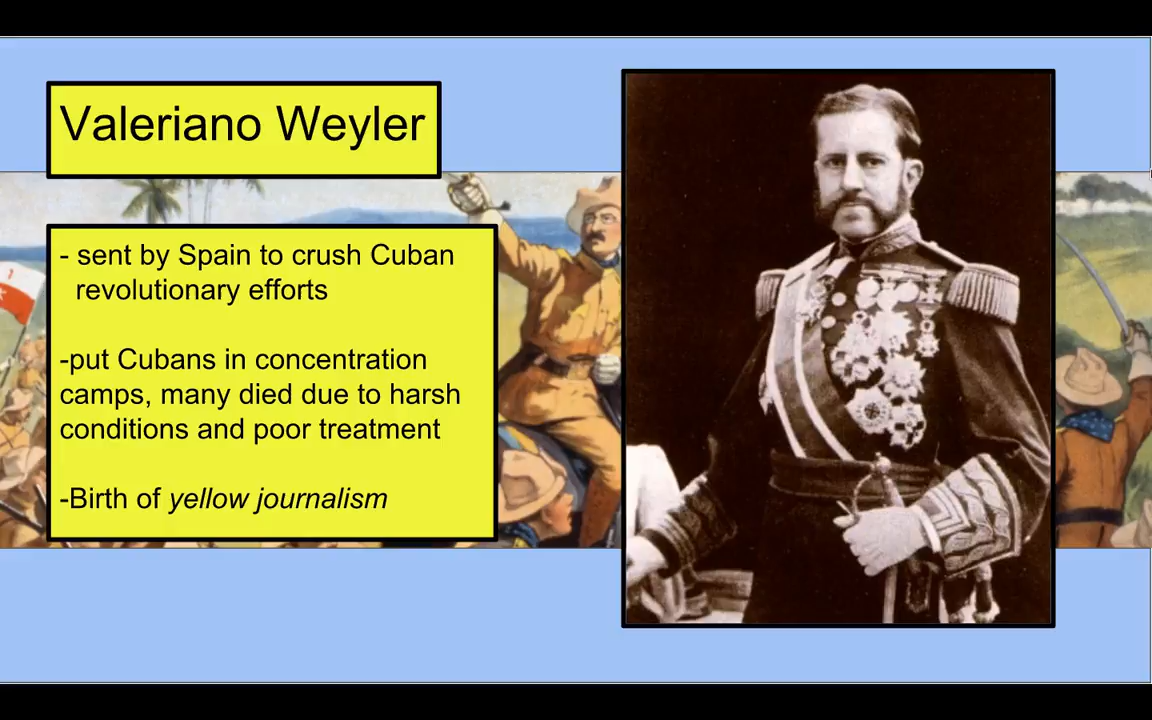 Valeriano Weyler
- sent by Spain to crush Cuban
revolutionary efforts
-put Cubans in concentration
camps, many died due to harsh
conditions and poor treatment
-Birth of yellow journalism